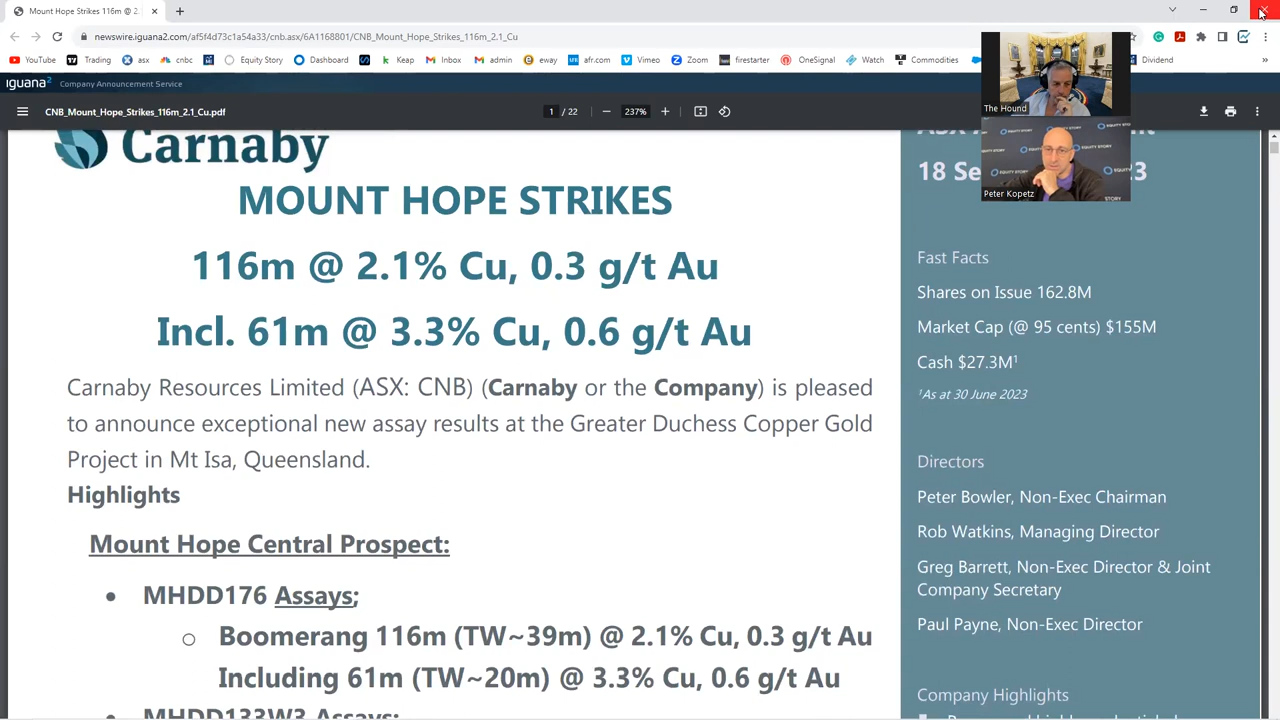 Mount Hope Strikes 116m @ 2.
newswire.iguana2.com/af5f4d73c1a54a33/cnb.asx/6A1168801/CNB_Mount_Hope_Strikes_116m_2.1_Cu
YouTube Trading asx cnbc Equity Story Dashboard Keap Inbox admin eway afr.com Vimeo Zoom firestarter OneSignal Watch Commodities Dividend »
iguana2 Company Announcement Service
CNB_Mount_Hope_Strikes_116m_2.1_Cu.pdf 1 / 22 237%
The Hound
EQUITY STORY
Peter Kopetz
Carnaby
MOUNT HOPE STRIKES
116m @ 2.1% Cu, 0.3 g/t Au
Incl. 61m @ 3.3% Cu, 0.6 g/t Au
Carnaby Resources Limited (ASX: CNB) (Carnaby or the Company) is pleased
to announce exceptional new assay results at the Greater Duchess Copper Gold
Project in Mt Isa, Queensland.
Highlights
Mount Hope Central Prospect:
• MHDD176 Assays;
○ Boomerang 116m (TW~39m) @ 2.1% Cu, 0.3 g/t Au
Including 61m (TW~20m) @ 3.3% Cu, 0.6 g/t Au
• MHDD133W3 Assays;
18 Se 3
Fast Facts
Shares on Issue 162.8M
Market Cap (@ 95 cents) $155M
Cash $27.3M¹
¹As at 30 June 2023
Directors
Peter Bowler, Non-Exec Chairman
Rob Watkins, Managing Director
Greg Barrett, Non-Exec Director & Joint
Company Secretary
Paul Payne, Non-Exec Director
Company Highlights